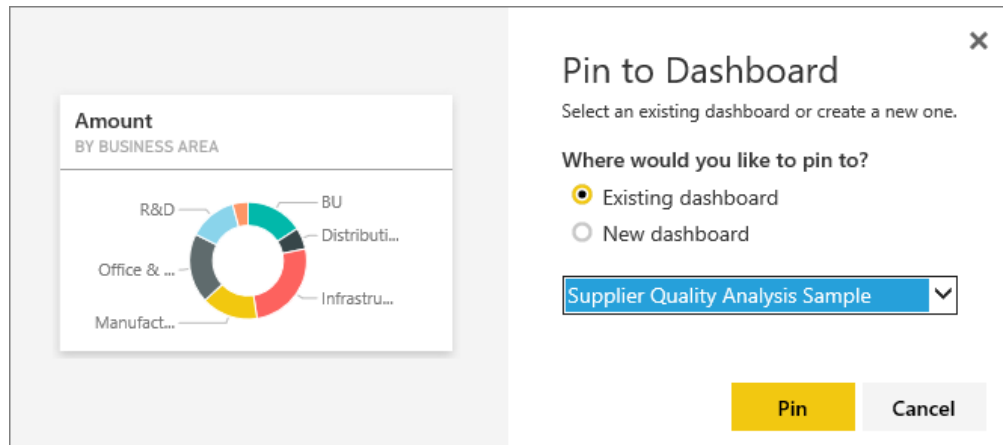 Amount
BY BUSINESS AREA
R&D
BU
Distributi...
Office & ...
Infrastru...
Manufact...
Pin to Dashboard
Select an existing dashboard or create a new one.
Where would you like to pin to?
Existing dashboard
New dashboard
Supplier Quality Analysis Sample
Pin
Cancel